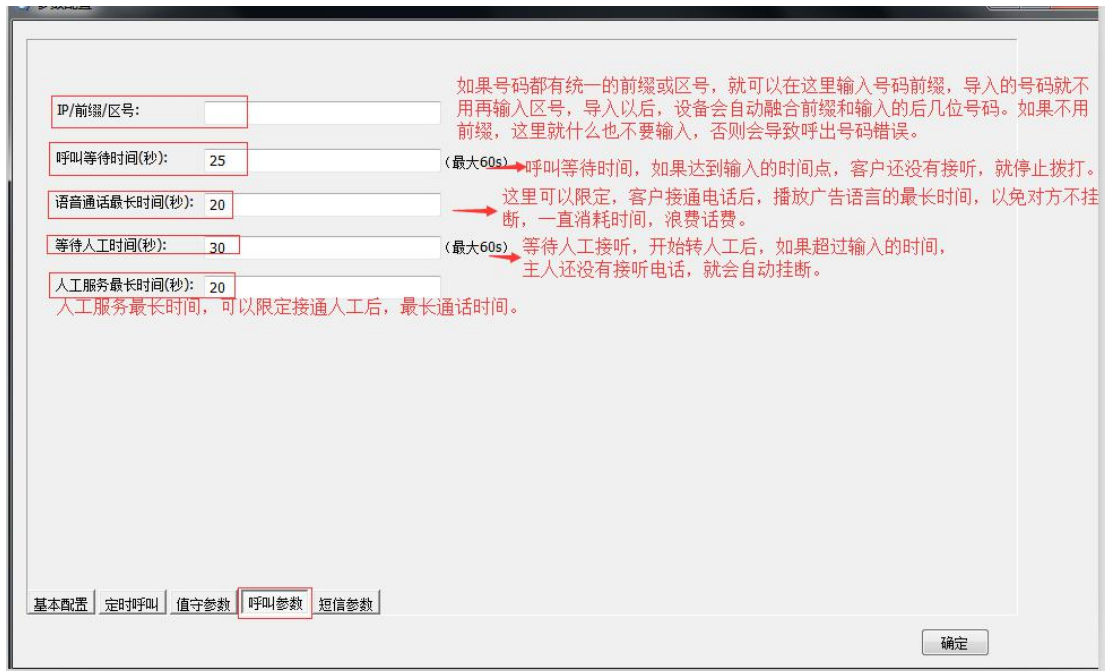 参数配置
如果号码都有统一的前缀或区号，就可以在这里输入号码前缀，导入的号码就不
IP/前缀/区号:
用再输入区号，导入以后，设备会自动融合前缀和输入的后几位号码。如果不用
前缀，这里就什么也不要输入，否则会导致呼出号码错误。
呼叫等待时间(秒): 25 (最大60s) 呼叫等待时间，如果达到输入的时间点，客户还没有接听，就停止拨打。
语音通话最长时间(秒): 20 这里可以限定，客户接通电话后，播放广告语言的最长时间，以免对方不挂
断，一直消耗时间，浪费话费。
等待人工时间(秒): 30 (最大60s) 等待人工接听，开始转人工后，如果超过输入的时间，
主人还没有接听电话，就会自动挂断。
人工服务最长时间(秒): 20
人工服务最长时间，可以限定接通人工后，最长通话时间。
基本配置 定时呼叫 值守参数 呼叫参数 短信参数
确定